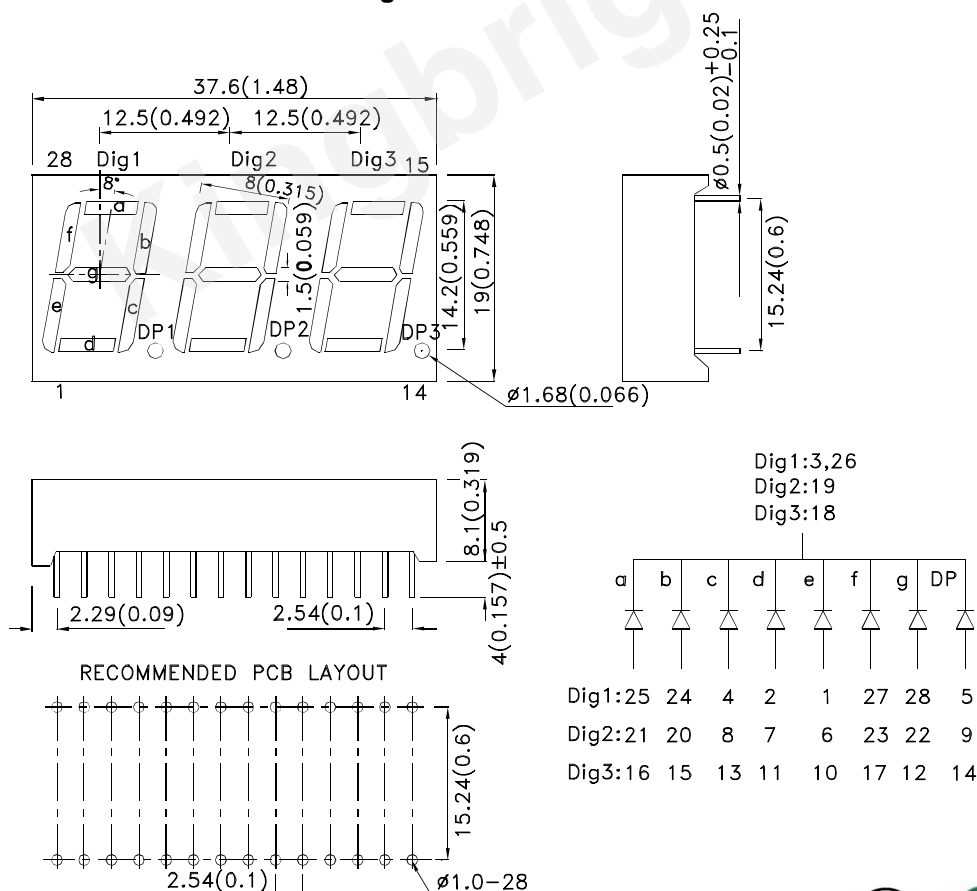 Kingbrig
37.6(1.48)
12.5(0.492) 12.5(0.492)
28 Dig1 Dig2 Dig3 15
8° 8(0.315)
a
f b
g
e c
d
DP1 DP2 DP3
1.5(0.059)
14.2(0.559)
19(0.748)
1 14
ø1.68(0.066)
ø0.5(0.02)+0.25
-0.1
15.24(0.6)
8.1(0.319)
4(0.157)±0.5
2.29(0.09) 2.54(0.1)
RECOMMENDED PCB LAYOUT
15.24(0.6)
2.54(0.1)
ø1.0-28
Dig1:3,26
Dig2:19
Dig3:18
a b c d e f g DP
Dig1:25 24 4 2 1 27 28 5
Dig2:21 20 8 7 6 23 22 9
Dig3:16 15 13 11 10 17 12 14